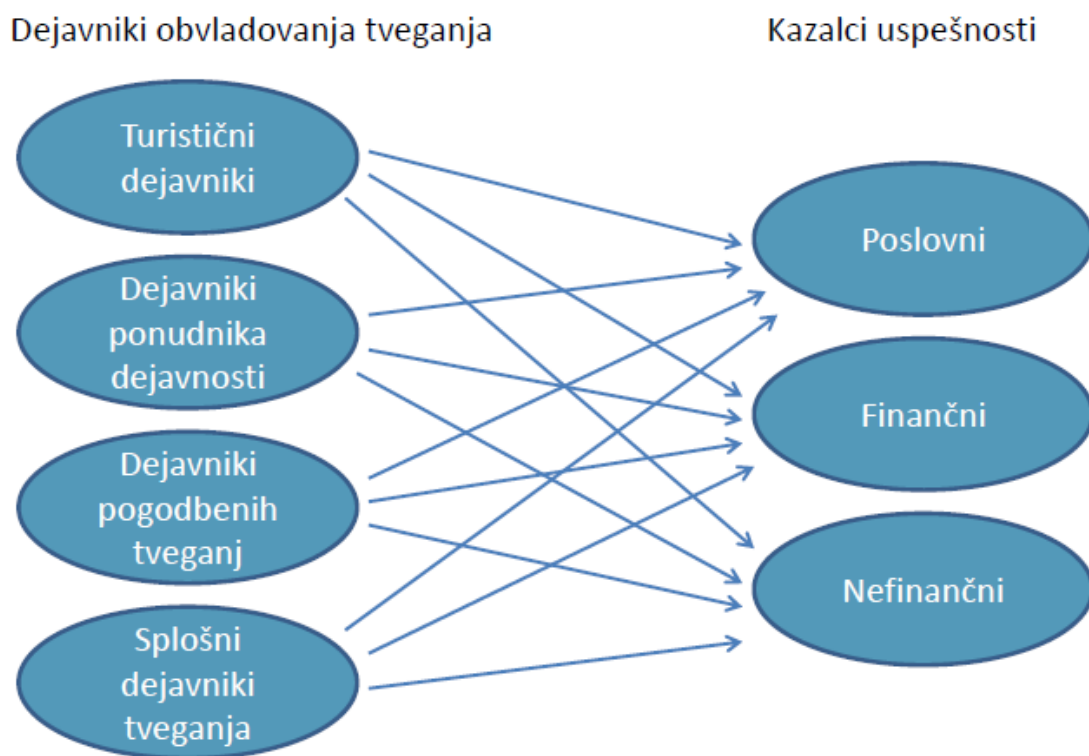 Dejavniki obvladovanja tveganja
Kazalci uspešnosti
Turistični
dejavniki
Dejavniki
ponudnika
dejavnosti
Dejavniki
pogodbenih
tveganj
Splošni
dejavniki
tveganja
Poslovni
Finančni
Nefinančni